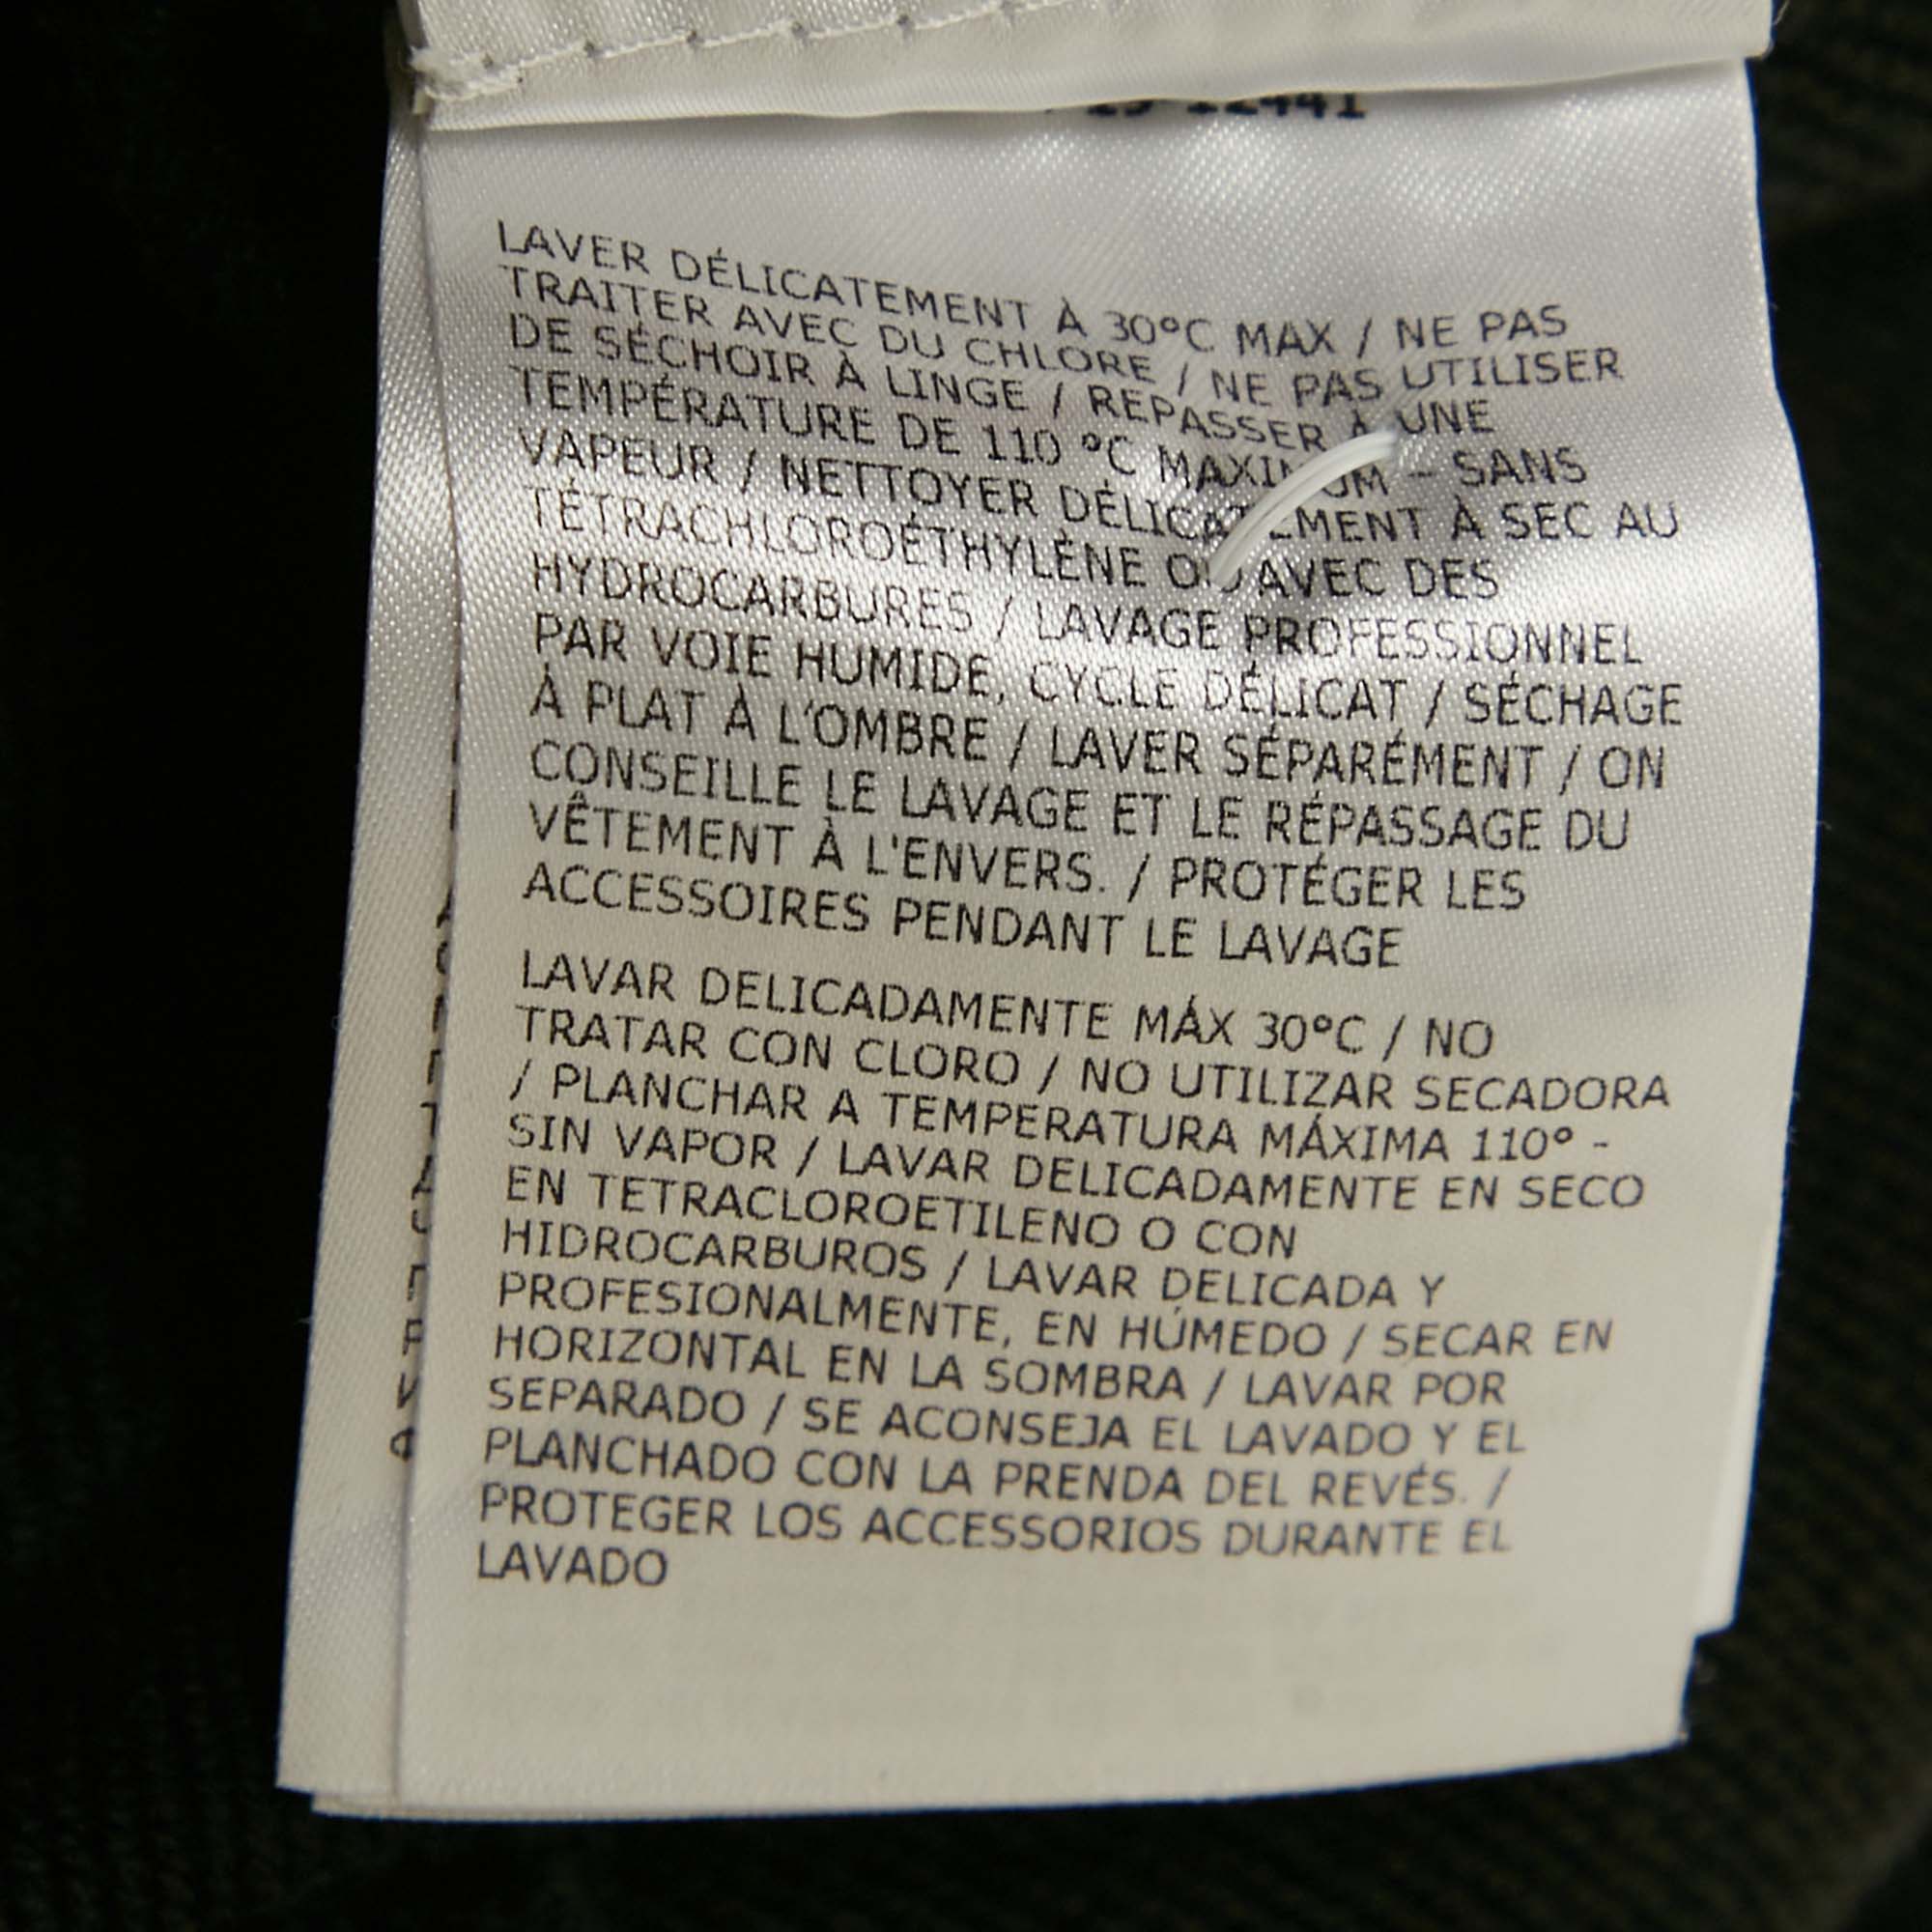 LAVER DÉLICATEMENT À 30°C MAX / NE PAS
TRAITER AVEC DU CHLORE / NE PAS UTILISER
DE SÉCHOIR À LINGE / REPASSER À UNE
TEMPÉRATURE DE 110 °C MAXIMUM – SANS
VAPEUR / NETTOYER DÉLICATEMENT À SEC AU
TÉTRACHLOROÉTHYLÈNE OU AVEC DES
HYDROCARBURES / LAVAGE PROFESSIONNEL
PAR VOIE HUMIDE, CYCLE DÉLICAT / SÉCHAGE
À PLAT À L'OMBRE / LAVER SÉPARÉMENT / ON
CONSEILLE LE LAVAGE ET LE RÉPASSAGE DU
VÊTEMENT À L'ENVERS. / PROTÉGER LES
ACCESSOIRES PENDANT LE LAVAGE
LAVAR DELICADAMENTE MÁX 30°C / NO
TRATAR CON CLORO / NO UTILIZAR SECADORA
/ PLANCHAR A TEMPERATURA MÁXIMA 110° -
SIN VAPOR / LAVAR DELICADAMENTE EN SECO
EN TETRACLOROETILENO O CON
HIDROCARBUROS / LAVAR DELICADA Y
PROFESIONALMENTE, EN HÚMEDO / SECAR EN
HORIZONTAL EN LA SOMBRA / LAVAR POR
SEPARADO / SE ACONSEJA EL LAVADO Y EL
PLANCHADO CON LA PRENDA DEL REVÉS. /
PROTEGER LOS ACCESSORIOS DURANTE EL
LAVADO